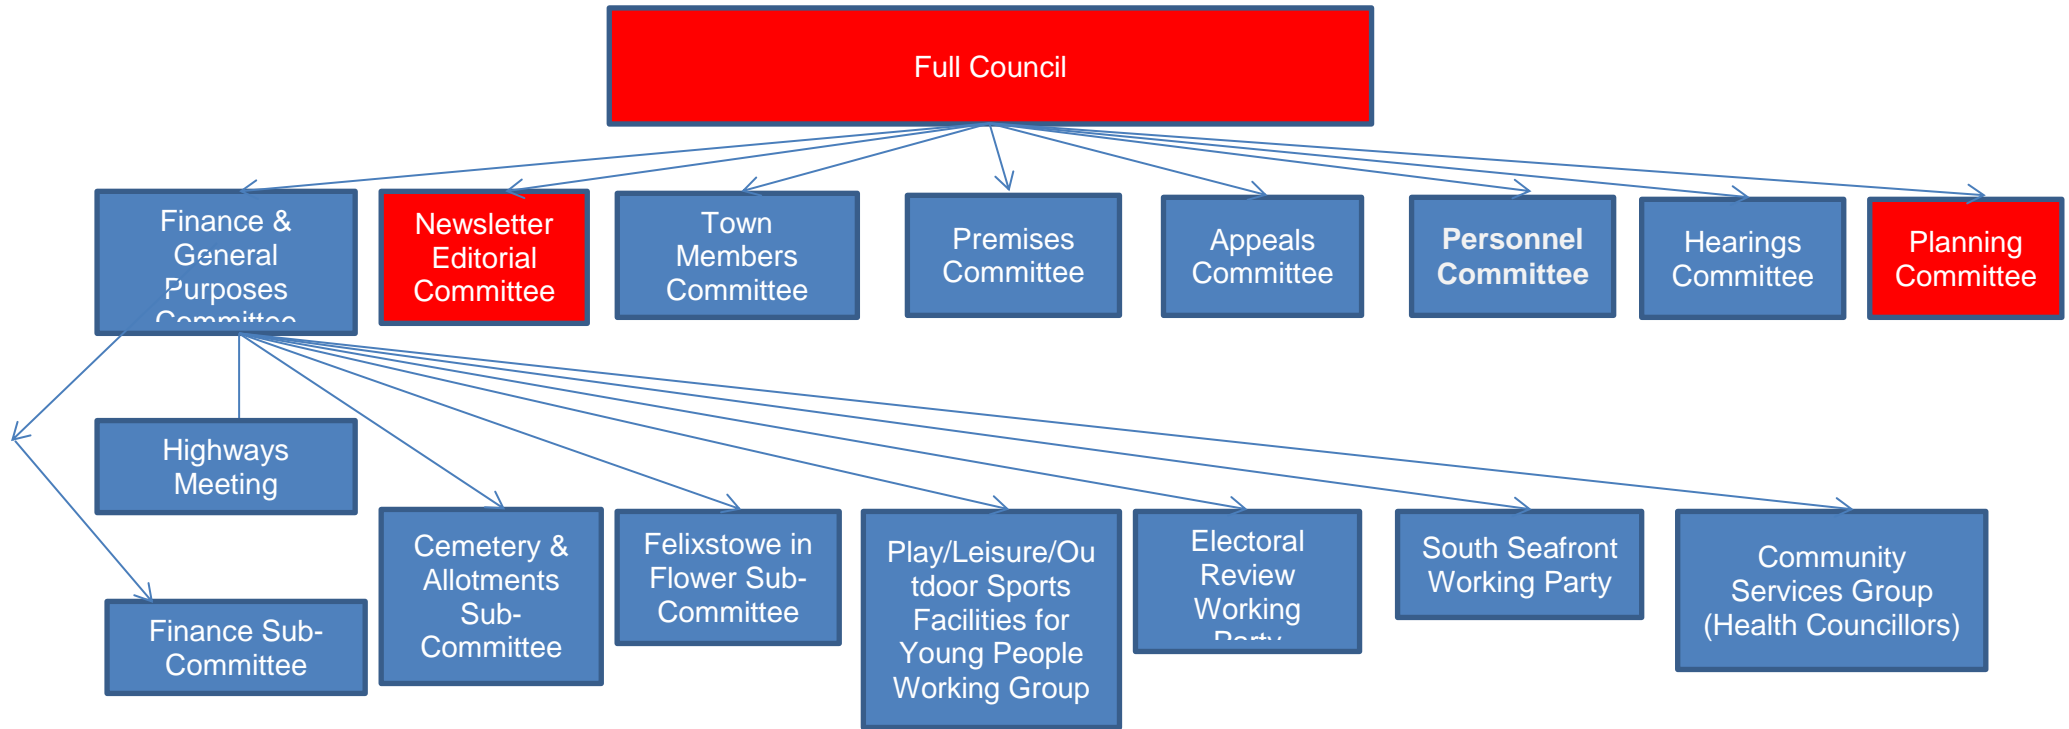 Full Council
Finance &
General
Purposes
Committee
Newsletter
Editorial
Committee
Town
Members
Committee
Premises
Committee
Appeals
Committee
Personnel
Committee
Hearings
Committee
Planning
Committee
Highways
Meeting
Finance Sub-
Committee
Cemetery &
Allotments
Sub-
Committee
Felixstowe in
Flower Sub-
Committee
Play/Leisure/Ou
tdoor Sports
Facilities for
Young People
Working Group
Electoral
Review
Working
Party
South Seafront
Working Party
Community
Services Group
(Health Councillors)